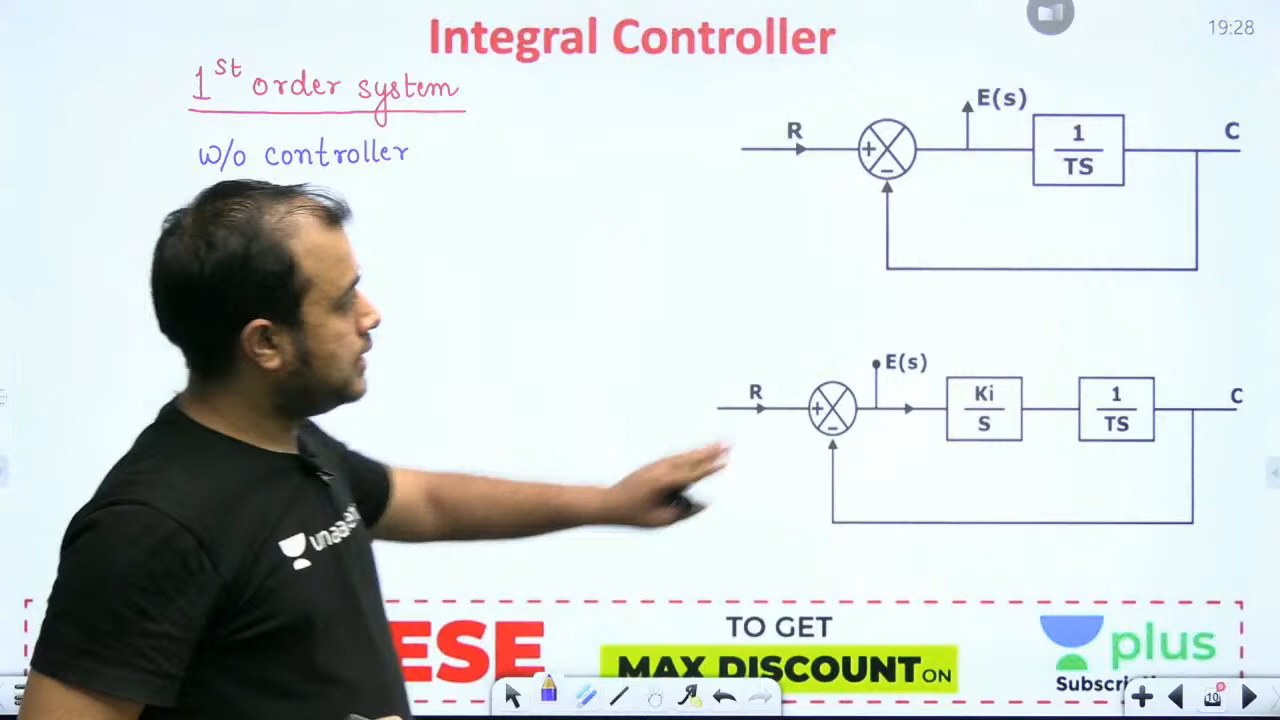 Integral Controller
19:28
1st order system
w/o controller
R
+
−
E(s)
1
TS
C
R
+
−
E(s)
Ki
S
1
TS
C
ESE
TO GET
MAX DISCOUNT ON
plus
10